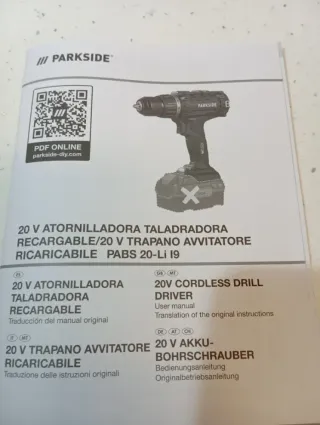 /// PARKSIDE®
PARKSIDE
PDF ONLINE
parkside-diy.com
20 V ATORNILLADORA TALADRADORA
RECARGABLE/20 V TRAPANO AVVITATORE
RICARICABILE PABS 20-Li I9
ES
20 V ATORNILLADORA
TALADRADORA
RECARGABLE
Traducción del manual original
IT MT
20 V TRAPANO AVVITATORE
RICARICABILE
Traduzione delle istruzioni originali
GB MT
20V CORDLESS DRILL
DRIVER
User manual
Translation of the original instructions
DE AT CH
20 V AKKU-
BOHRSCHRAUBER
Bedienungsanleitung
Originalbetriebsanleitung